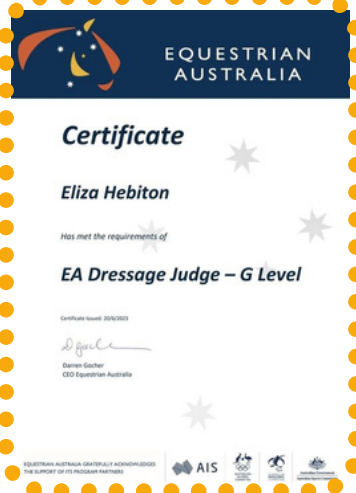 EQUESTRIAN
AUSTRALIA
Certificate
Eliza Hebiton
Has met the requirements of
EA Dressage Judge – G Level
Certificate Issued: 20/6/2023
Darren Gocher
CEO Equestrian Australia
EQUESTRIAN AUSTRALIA GRATEFULLY ACKNOWLEDGES
THE SUPPORT OF ITS PROGRAM PARTNERS
AIS